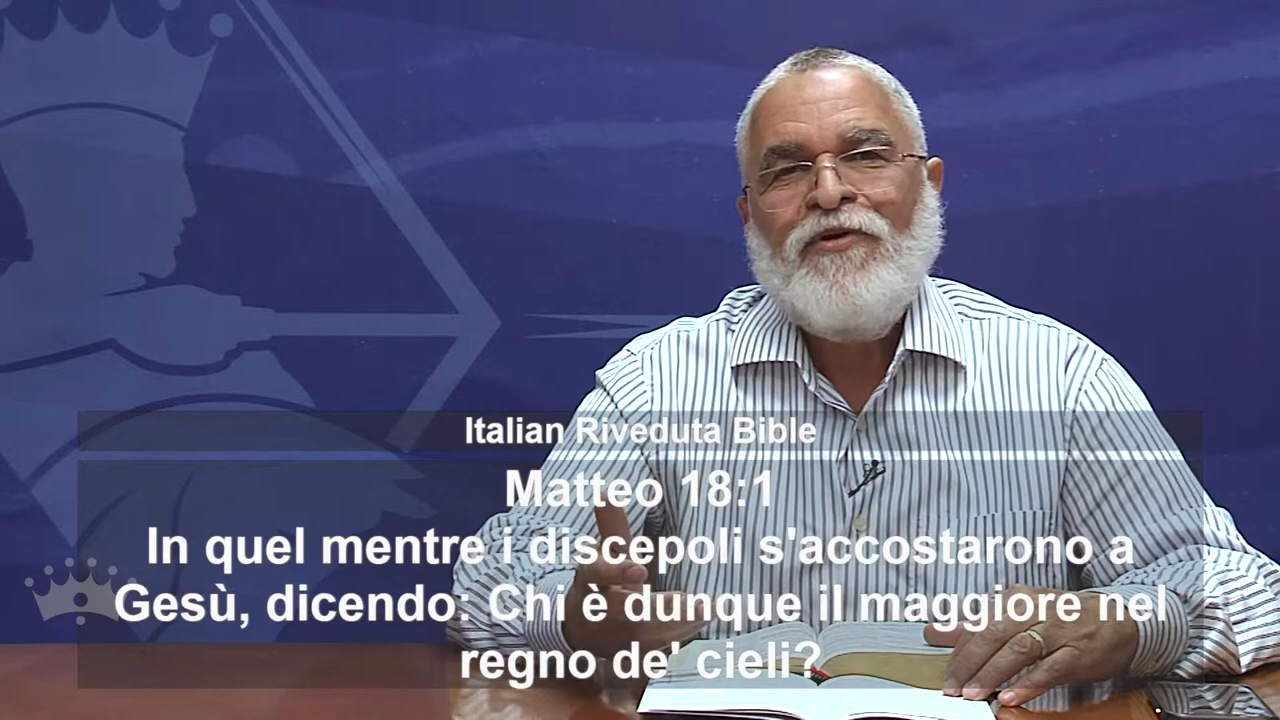 Italian Riveduta Bible
Matteo 18:1
In quel mentre i discepoli s'accostarono a
Gesù, dicendo: Chi è dunque il maggiore nel
regno de' cieli?